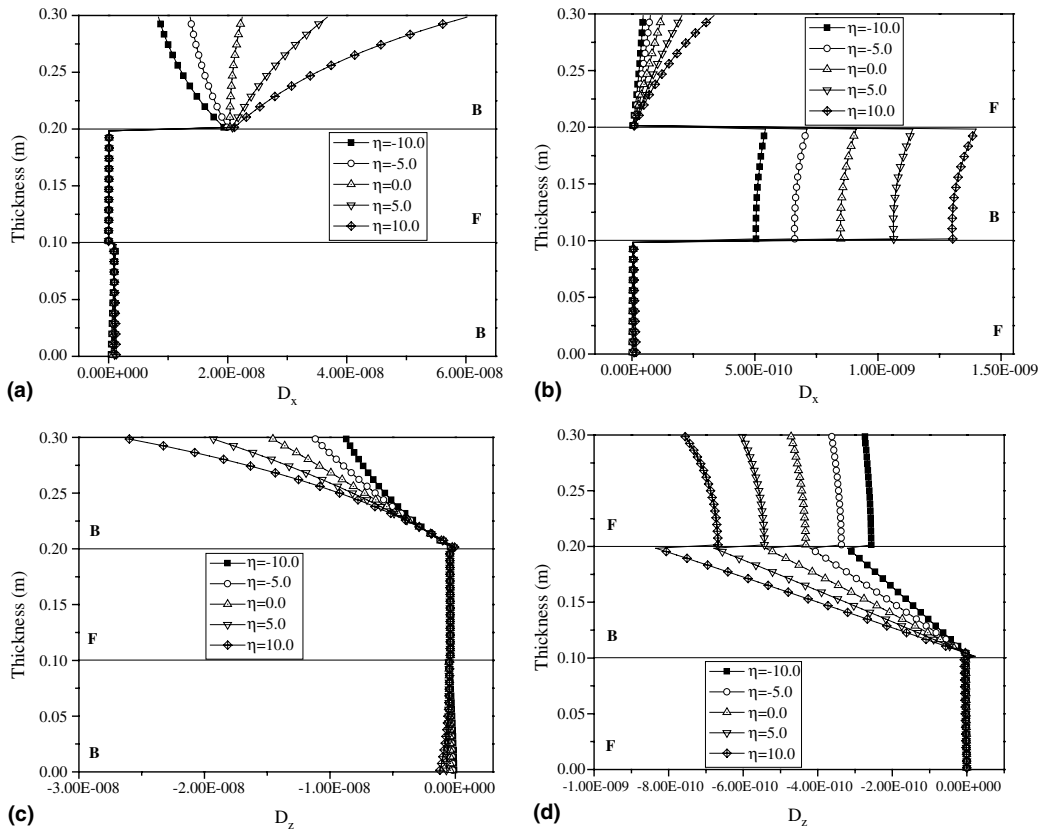 0.30
0.25
0.20
0.15
0.10
0.05
0.00
Thickness (m)
η=-10.0
η=-5.0
η=0.0
η=5.0
η=10.0
B
F
B
0.00E+000 2.00E-008 4.00E-008 6.00E-008
(a)
D_x
0.30
0.25
0.20
0.15
0.10
0.05
0.00
Thickness (m)
η=-10.0
η=-5.0
η=0.0
η=5.0
η=10.0
F
B
F
0.00E+000 5.00E-010 1.00E-009 1.50E-009
(b)
D_x
0.30
0.25
0.20
0.15
0.10
0.05
0.00
Thickness (m)
B
η=-10.0
η=-5.0
η=0.0
η=5.0
η=10.0
F
B
-3.00E-008 -2.00E-008 -1.00E-008 0.00E+000
(c)
D_z
0.30
0.25
0.20
0.15
0.10
0.05
0.00
Thickness (m)
F
B
η=-10.0
η=-5.0
η=0.0
η=5.0
η=10.0
F
-1.00E-009 -8.00E-010 -6.00E-010 -4.00E-010 -2.00E-010 0.00E+000
(d)
D_z